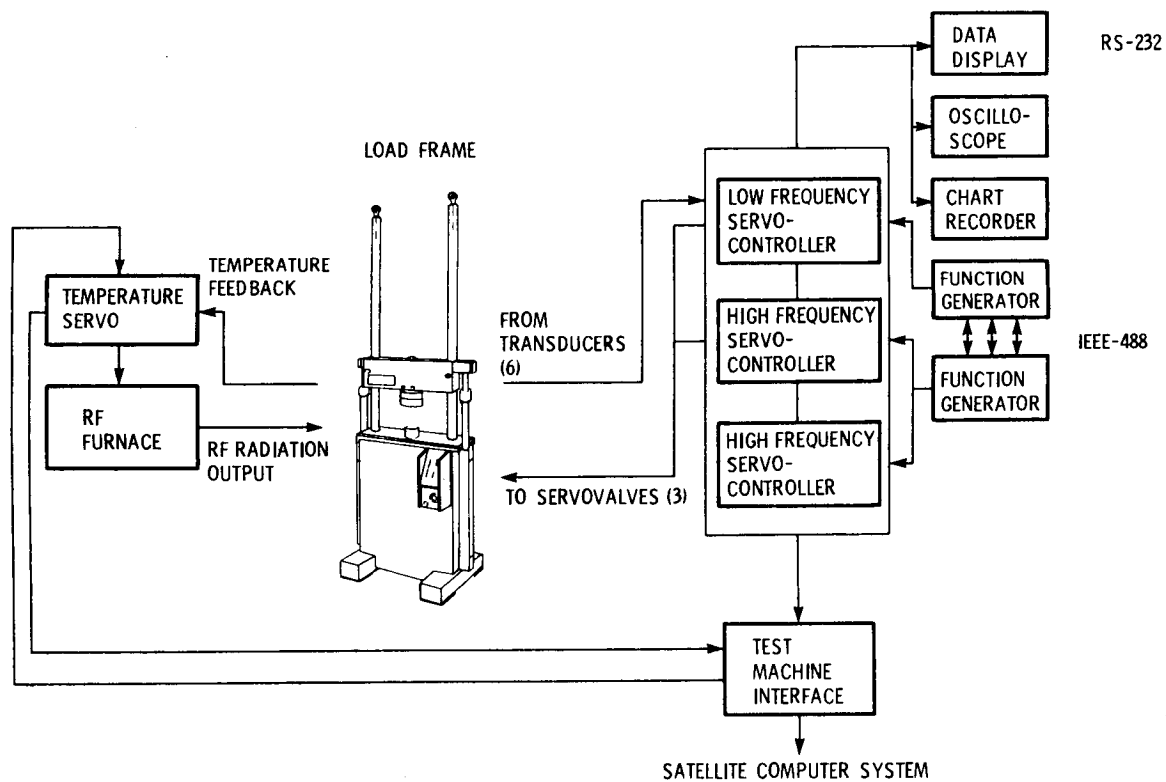 DATA
DISPLAY
RS-232
OSCILLO-
SCOPE
CHART
RECORDER
LOAD FRAME
LOW FREQUENCY
SERVO-
CONTROLLER
HIGH FREQUENCY
SERVO-
CONTROLLER
HIGH FREQUENCY
SERVO-
CONTROLLER
FUNCTION
GENERATOR
IEEE-488
FUNCTION
GENERATOR
TEMPERATURE
FEEDBACK
TEMPERATURE
SERVO
RF
FURNACE
RF RADIATION
OUTPUT
FROM
TRANSDUCERS
(6)
TO SERVOVALVES (3)
TEST
MACHINE
INTERFACE
SATELLITE COMPUTER SYSTEM